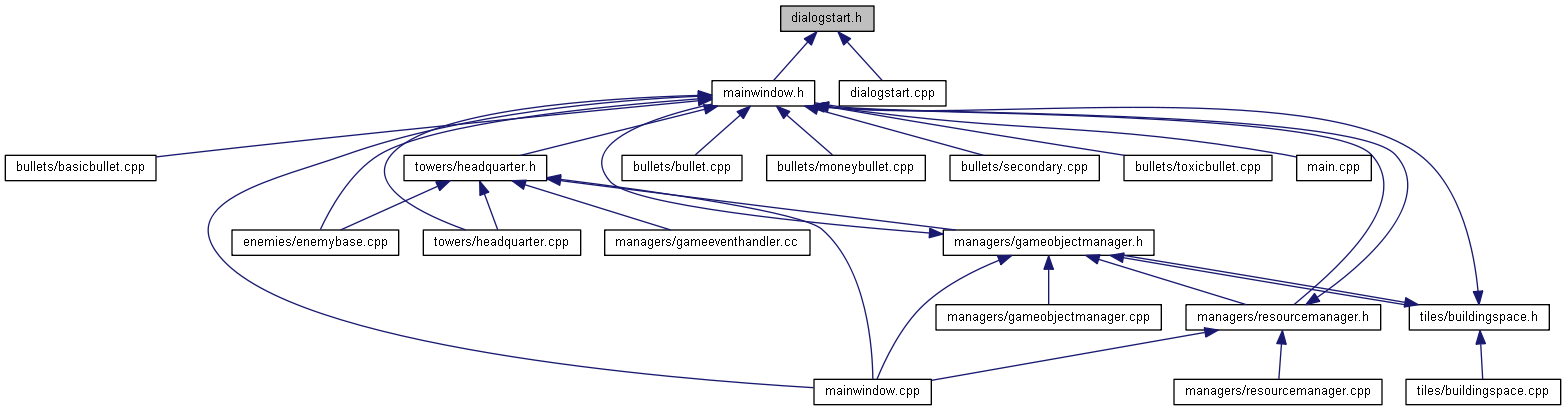 dialogstart.h
mainwindow.h
dialogstart.cpp
bullets/basicbullet.cpp
towers/headquarter.h
bullets/bullet.cpp
bullets/moneybullet.cpp
bullets/secondary.cpp
bullets/toxicbullet.cpp
main.cpp
enemies/enemybase.cpp
towers/headquarter.cpp
managers/gameeventhandler.cc
managers/gameobjectmanager.h
managers/gameobjectmanager.cpp
managers/resourcemanager.h
tiles/buildingspace.h
mainwindow.cpp
managers/resourcemanager.cpp
tiles/buildingspace.cpp